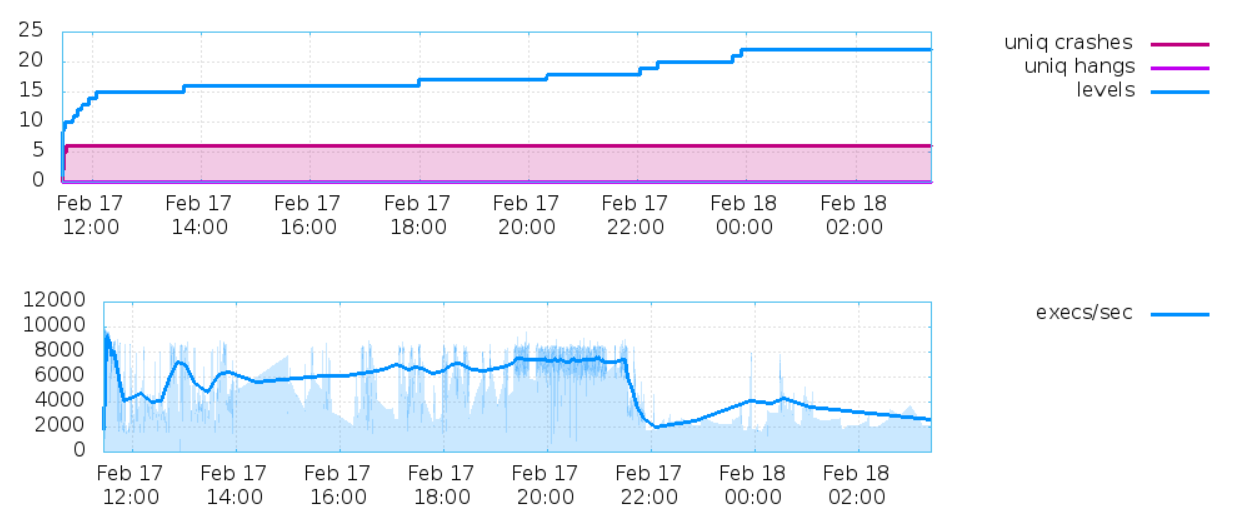 25
20
15
10
5
0
Feb 17 Feb 17 Feb 17 Feb 17 Feb 17 Feb 17 Feb 18 Feb 18
12:00 14:00 16:00 18:00 20:00 22:00 00:00 02:00
uniq crashes
uniq hangs
levels
12000
10000
8000
6000
4000
2000
0
Feb 17 Feb 17 Feb 17 Feb 17 Feb 17 Feb 17 Feb 18 Feb 18
12:00 14:00 16:00 18:00 20:00 22:00 00:00 02:00
execs/sec